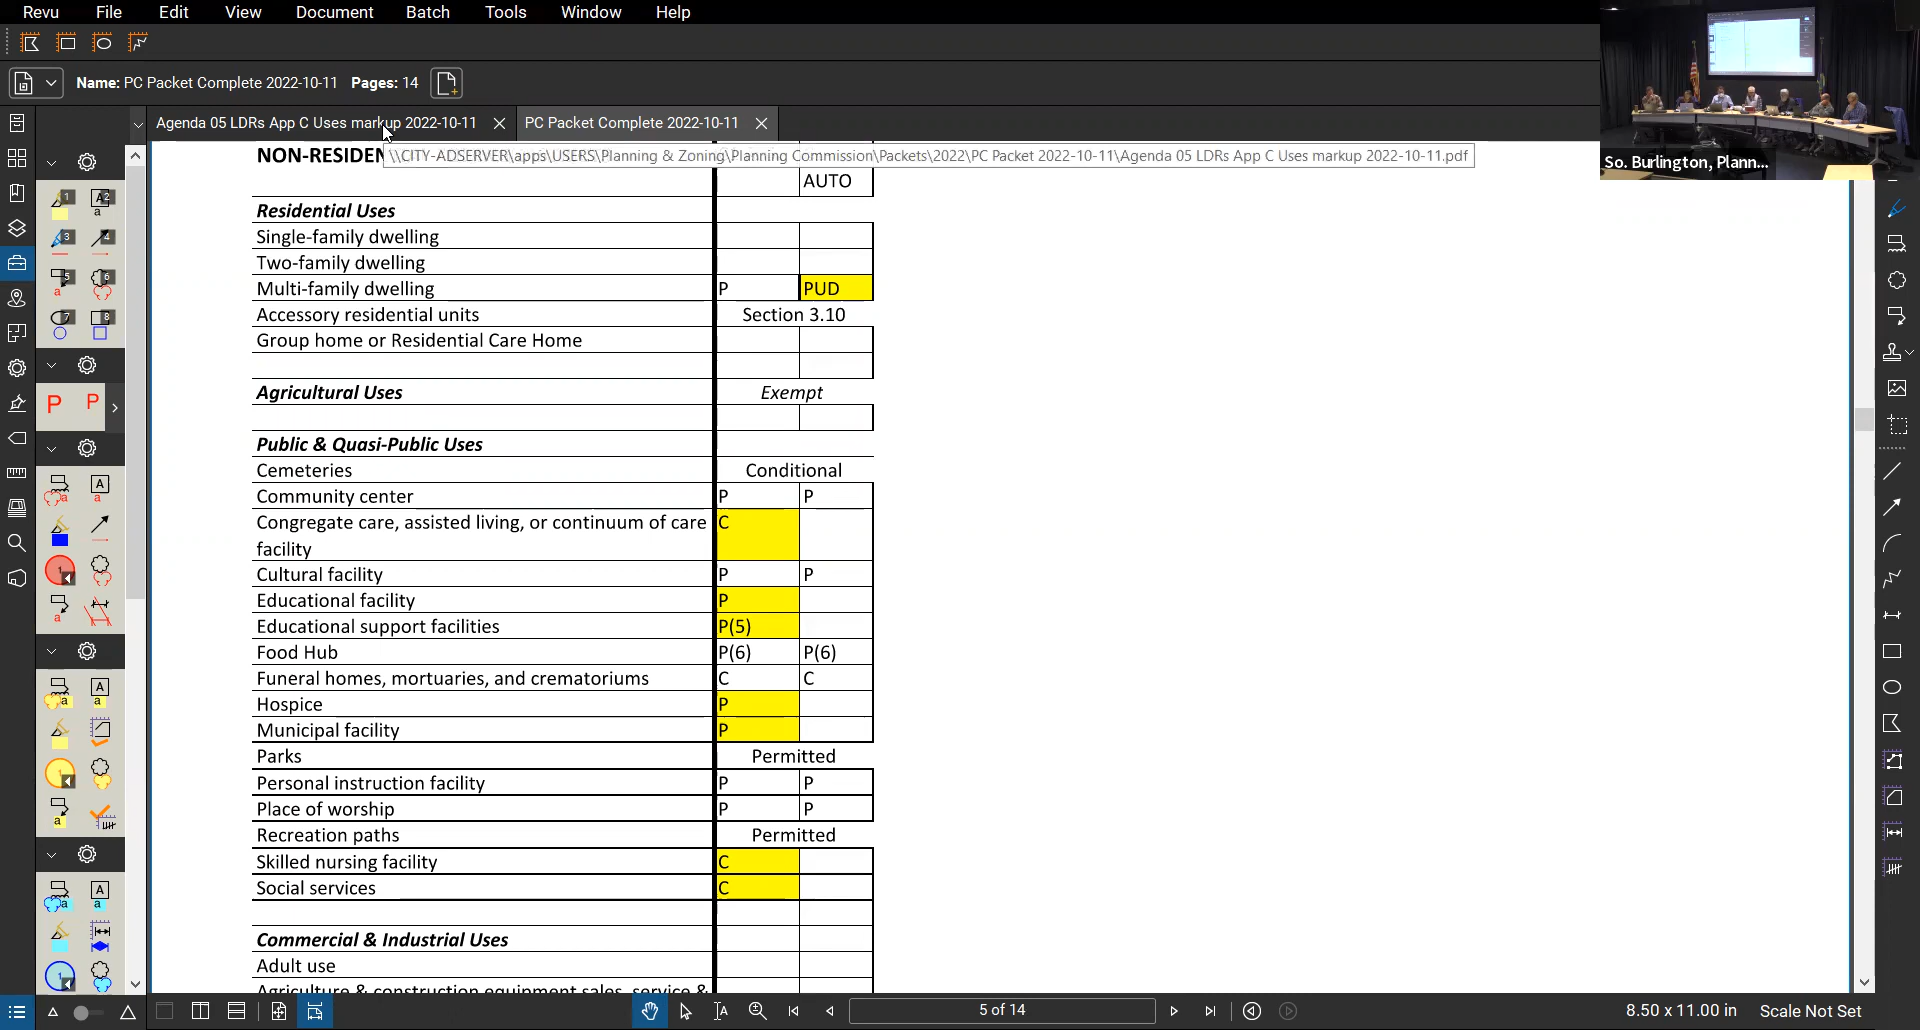 Revu File Edit View Document Batch Tools Window Help
Name: PC Packet Complete 2022-10-11 Pages: 14
Agenda 05 LDRs App C Uses markup 2022-10-11 PC Packet Complete 2022-10-11
NON-RESIDEN
\\CITY-ADSERVER\apps\USERS\Planning & Zoning\Planning Commission\Packets\2022\PC Packet 2022-10-11\Agenda 05 LDRs App C Uses markup 2022-10-11.pdf
So. Burlington, Plann...
AUTO
Residential Uses
Single-family dwelling
Two-family dwelling
Multi-family dwelling P PUD
Accessory residential units Section 3.10
Group home or Residential Care Home
Agricultural Uses Exempt
Public & Quasi-Public Uses
Cemeteries Conditional
Community center P P
Congregate care, assisted living, or continuum of care C
facility
Cultural facility P P
Educational facility P
Educational support facilities P(5)
Food Hub P(6) P(6)
Funeral homes, mortuaries, and crematoriums C C
Hospice P
Municipal facility P
Parks Permitted
Personal instruction facility P P
Place of worship P P
Recreation paths Permitted
Skilled nursing facility C
Social services C
Commercial & Industrial Uses
Adult use
Agriculture & construction equipment sales, service &
5 of 14 8.50 x 11.00 in Scale Not Set